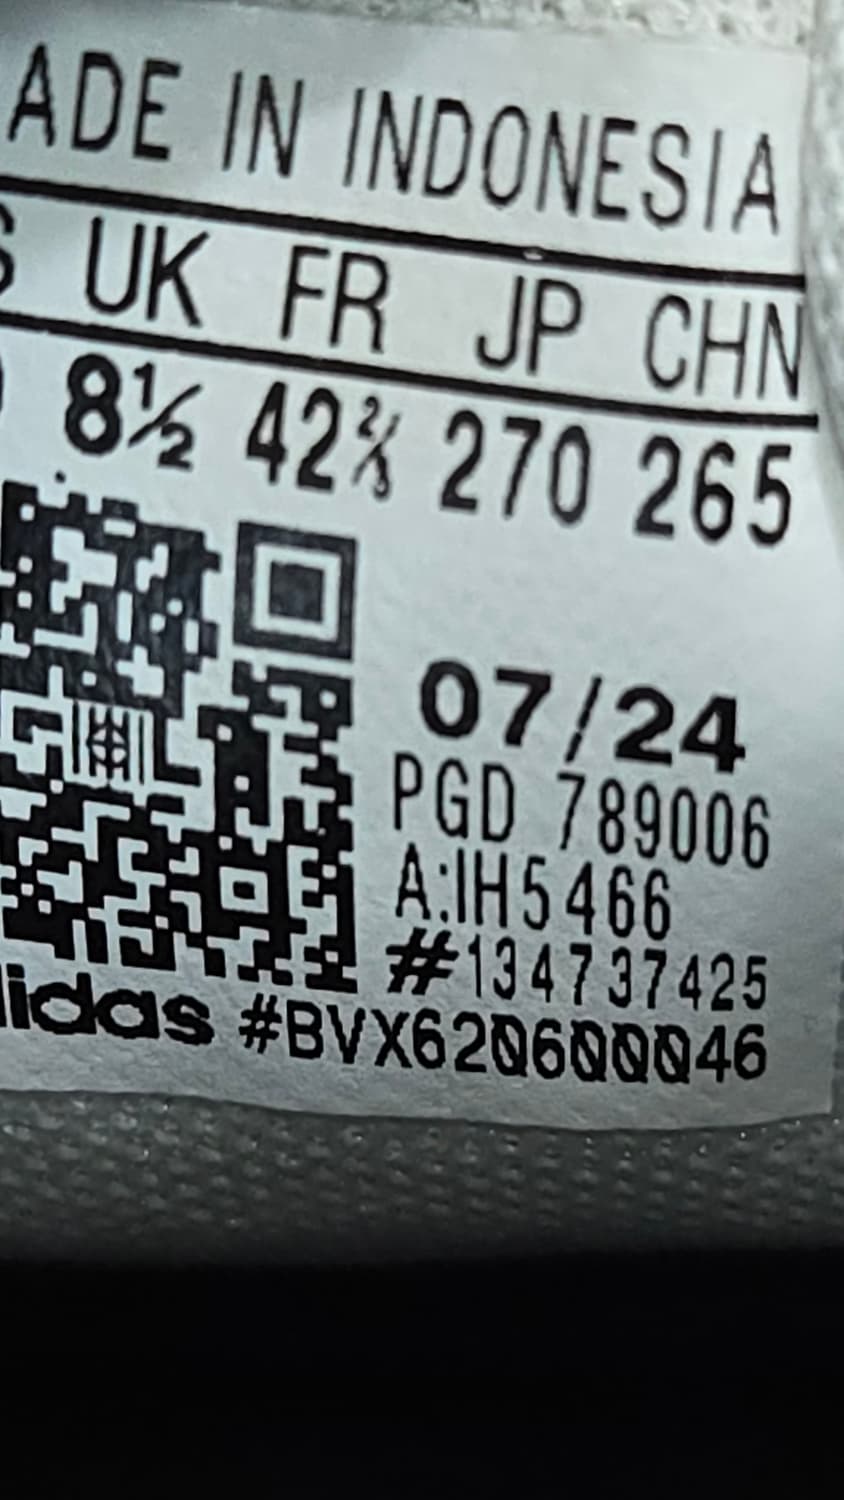 ADE IN INDONESIA
S UK FR JP CHN
8½ 42⅔ 270 265
07/24
PGD 789006
A:IH5466
#134737425
didas #BVX620600046